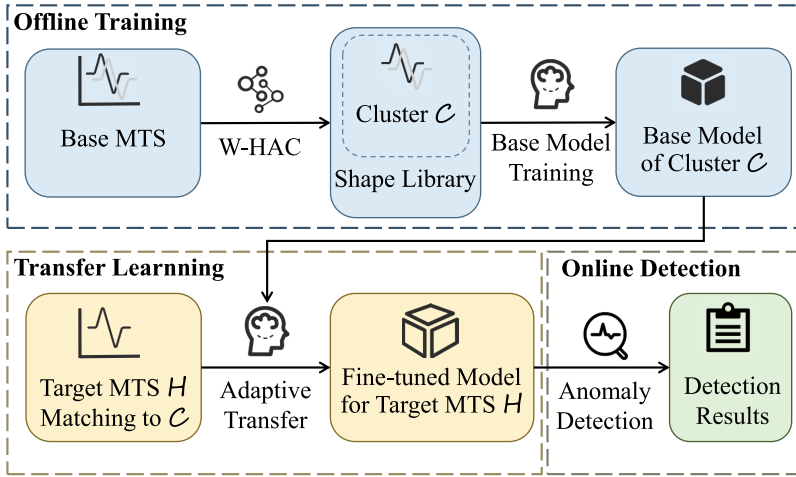 Offline Training
Base MTS
W-HAC
Cluster 𝒞
Shape Library
Base Model
Training
Base Model
of Cluster 𝒞
Transfer Learnning
Target MTS H
Matching to 𝒞
Adaptive
Transfer
Fine-tuned Model
for Target MTS H
Online Detection
Anomaly
Detection
Detection
Results